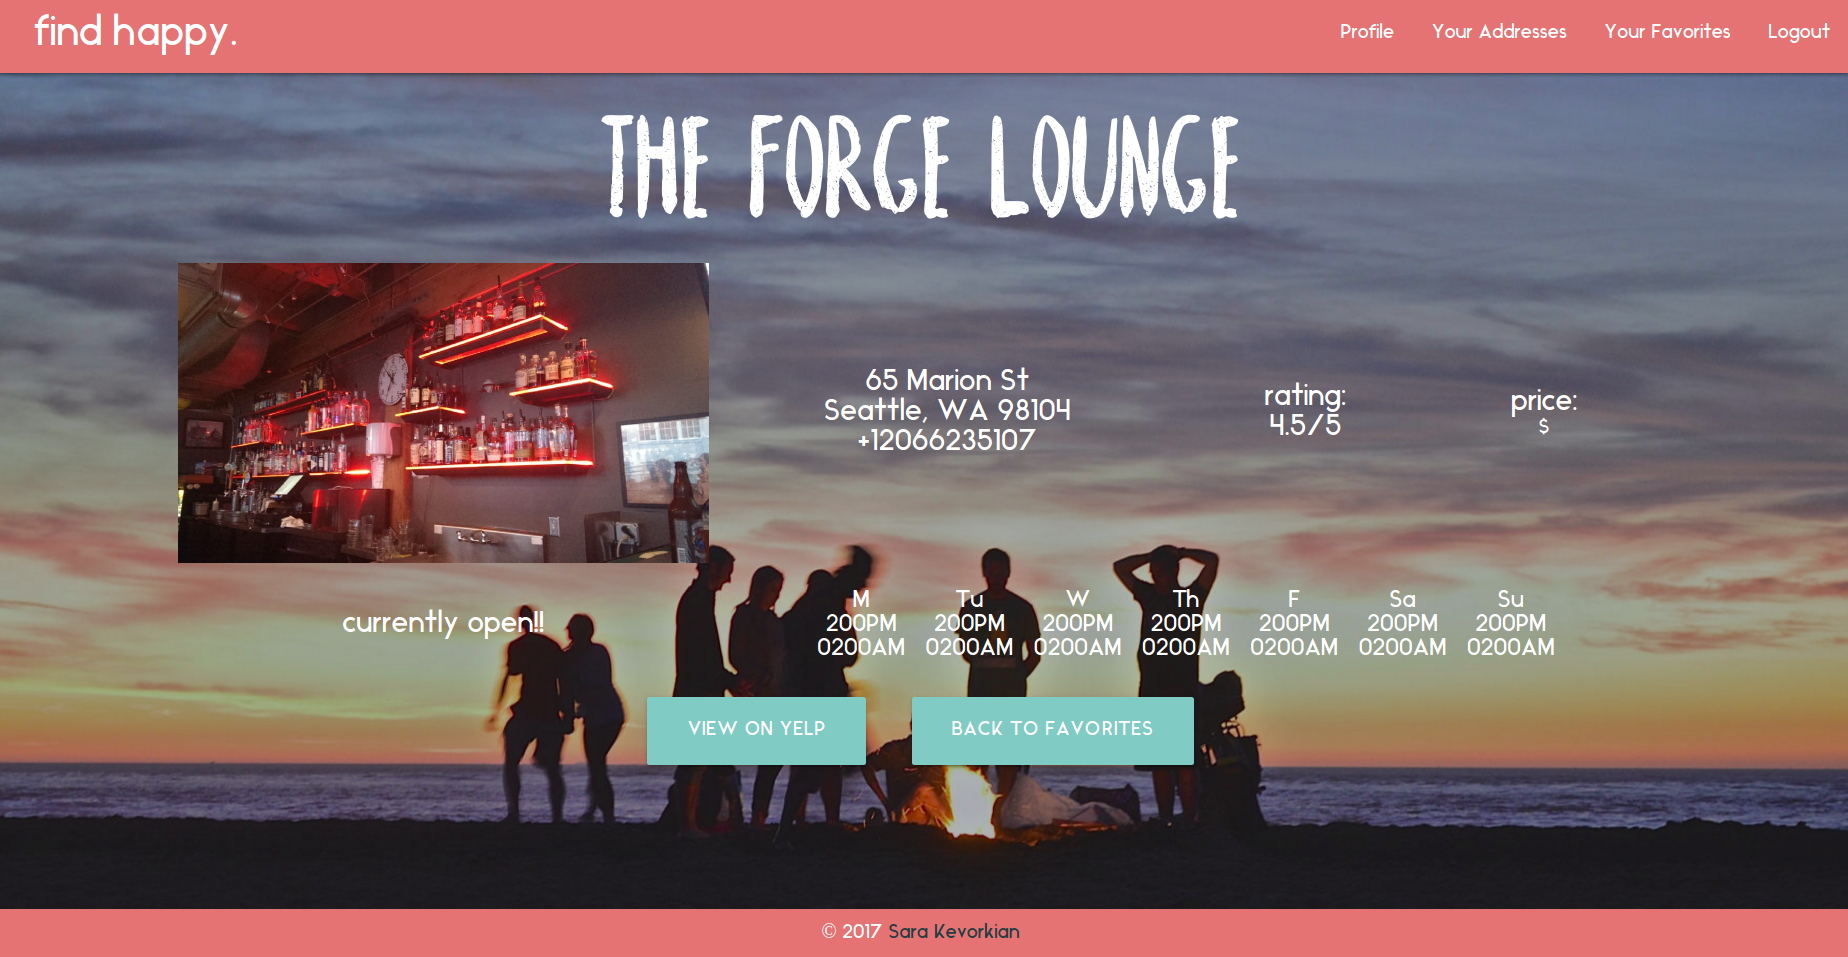 find happy.
Profile Your Addresses Your Favorites Logout
THE FORGE LOUNGE
65 Marion St
Seattle, WA 98104
+12066235107
rating:
4.5/5
price:
$
currently open!!
M Tu W Th F Sa Su
200PM 200PM 200PM 200PM 200PM 200PM 200PM
0200AM 0200AM 0200AM 0200AM 0200AM 0200AM 0200AM
VIEW ON YELP BACK TO FAVORITES
© 2017 Sara Kevorkian